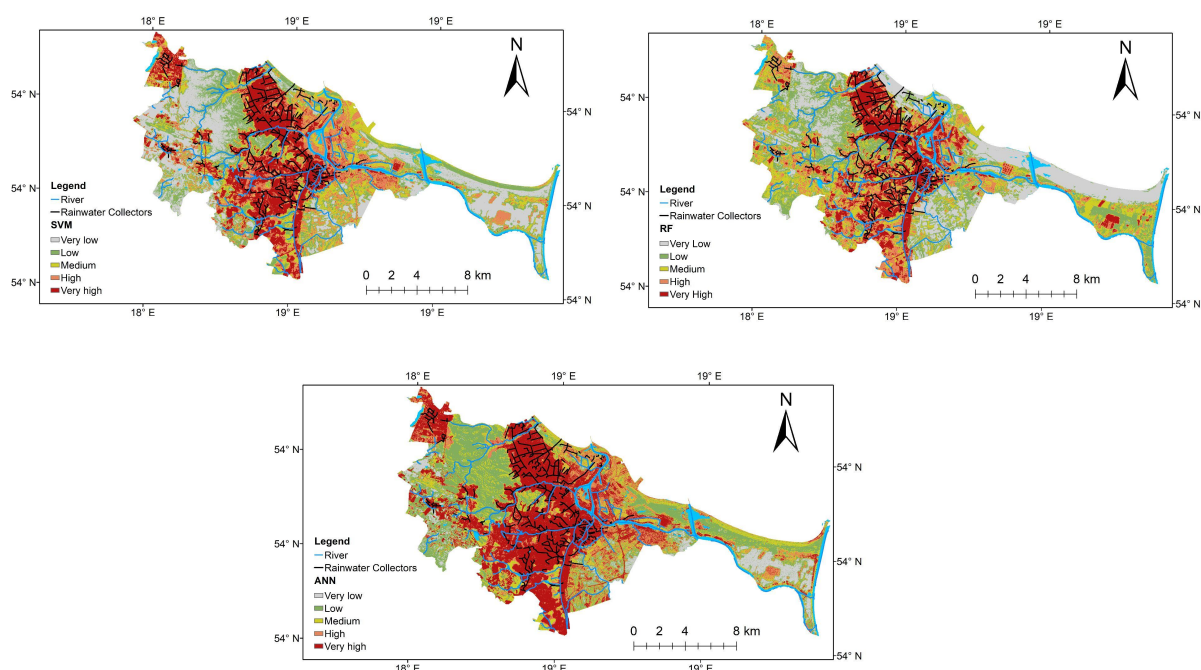 18° E 19° E 19° E
N
54° N
54° N
54° N
54° N
54° N
54° N
Legend
River
Rainwater Collectors
SVM
Very low
Low
Medium
High
Very high
0 2 4 8 km
18° E 19° E 19° E
18° E 19° E 19° E
N
54° N
54° N
54° N
54° N
54° N
54° N
Legend
River
Rainwater Collectors
RF
Very Low
Low
Medium
High
Very High
0 2 4 8 km
18° E 19° E 19° E
18° E 19° E 19° E
N
54° N
54° N
54° N
54° N
54° N
54° N
Legend
River
Rainwater Collectors
ANN
Very low
Low
Medium
High
Very high
0 2 4 8 km
18° E 19° E 19° E